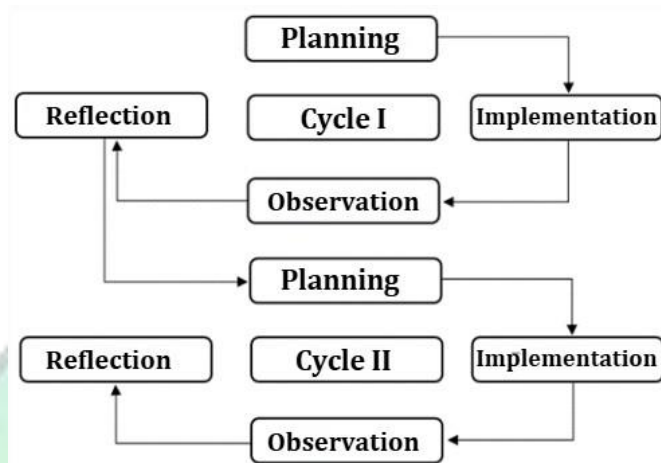 Planning
Reflection
Cycle I
Implementation
Observation
Planning
Reflection
Cycle II
Implementation
Observation